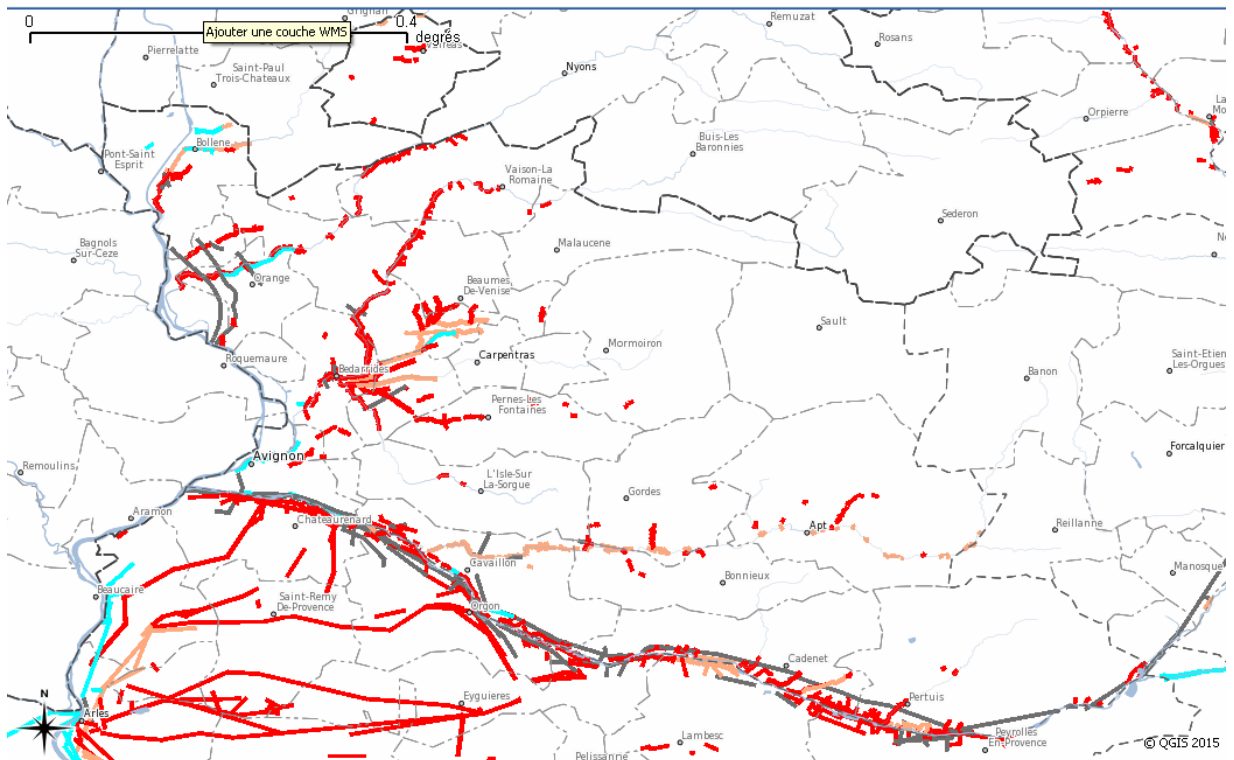 0
0.4
degrés
Ajouter une couche WMS
Grignan
Valreas
Remuzat
Rosans
Pierrelatte
Saint-Paul
Trois-Chateaux
Nyons
Orpierre
Bollene
Buis-Les
Baronnies
Pont-Saint
Esprit
Vaison-La
Romaine
Sederon
Bagnols
Sur-Ceze
Malaucene
Orange
Beaumes
De-Venise
Sault
Roquemaure
Carpentras
Mormoiron
Saint-Etien
Les-Orgues
Bedarrides
Banon
Pernes-Les
Fontaines
Forcalquier
Avignon
Remoulins
L'Isle-Sur
La-Sorgue
Gordes
Aramon
Chateaurenard
Apt
Reillanne
Cavaillon
Manosque
Bonnieux
Beaucaire
Saint-Remy
De-Provence
Orgon
Cadenet
N
Eyguieres
Pertuis
Arles
Lambesc
Peyrolles
En-Provence
Pelissanne
© QGIS 2015